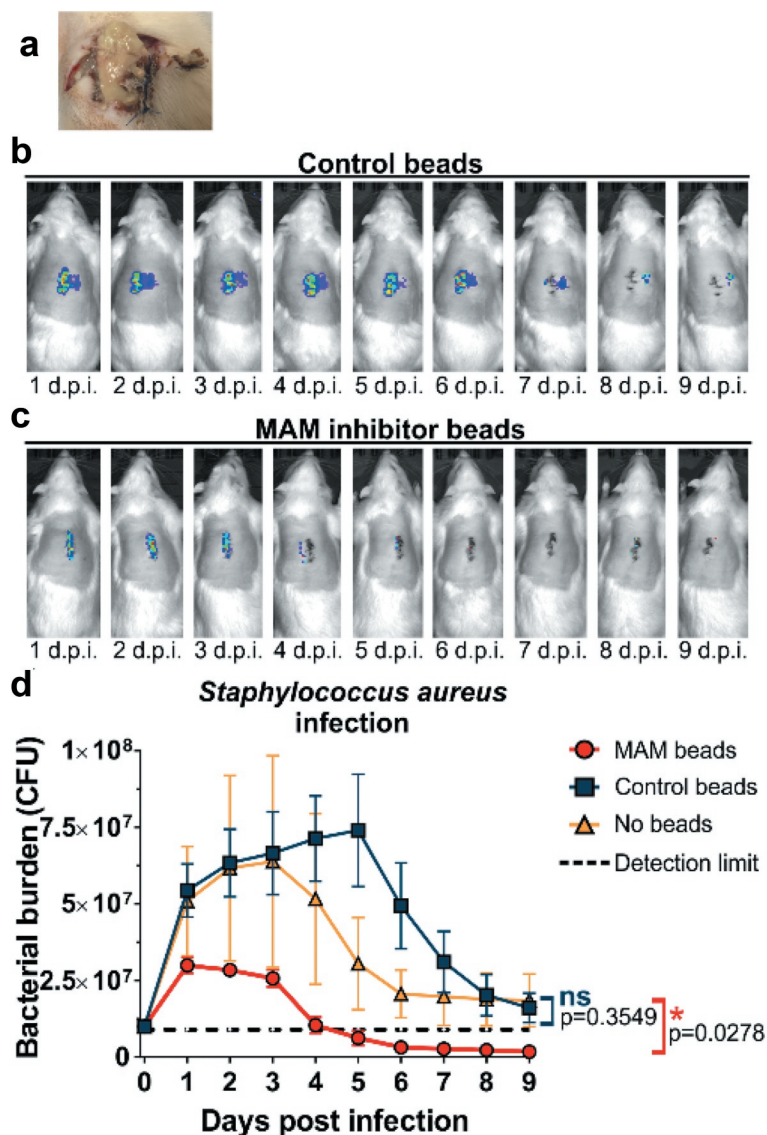 a
b
Control beads
1 d.p.i. 2 d.p.i. 3 d.p.i. 4 d.p.i. 5 d.p.i. 6 d.p.i. 7 d.p.i. 8 d.p.i. 9 d.p.i.
c
MAM inhibitor beads
1 d.p.i. 2 d.p.i. 3 d.p.i. 4 d.p.i. 5 d.p.i. 6 d.p.i. 7 d.p.i. 8 d.p.i. 9 d.p.i.
d
Staphylococcus aureus
infection
Bacterial burden (CFU)
1×10⁸
7.5×10⁷
5×10⁷
2.5×10⁷
0
MAM beads
Control beads
No beads
Detection limit
ns
p=0.3549
*
p=0.0278
0 1 2 3 4 5 6 7 8 9
Days post infection